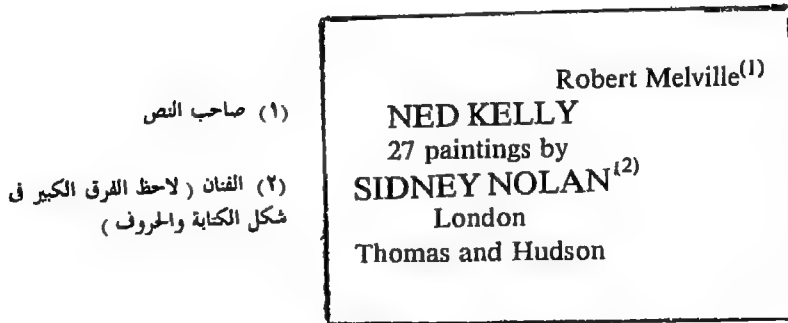 Robert Melville(1)
NED KELLY
27 paintings by
SIDNEY NOLAN(2)
London
Thomas and Hudson
(١) صاحب النص
(٢) الفنان ( لاحظ الفرق الكبير فى
شكل الكتابة والحروف )